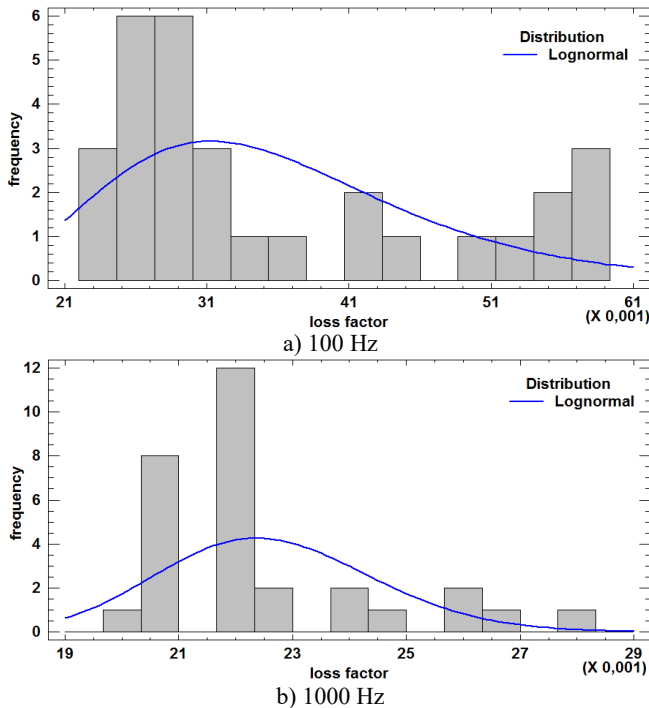 6
5
4
3
2
1
0
frequency
Distribution
Lognormal
21 31 41 51 61
(X 0,001)
loss factor
a) 100 Hz
12
10
8
6
4
2
0
frequency
Distribution
Lognormal
19 21 23 25 27 29
(X 0,001)
loss factor
b) 1000 Hz